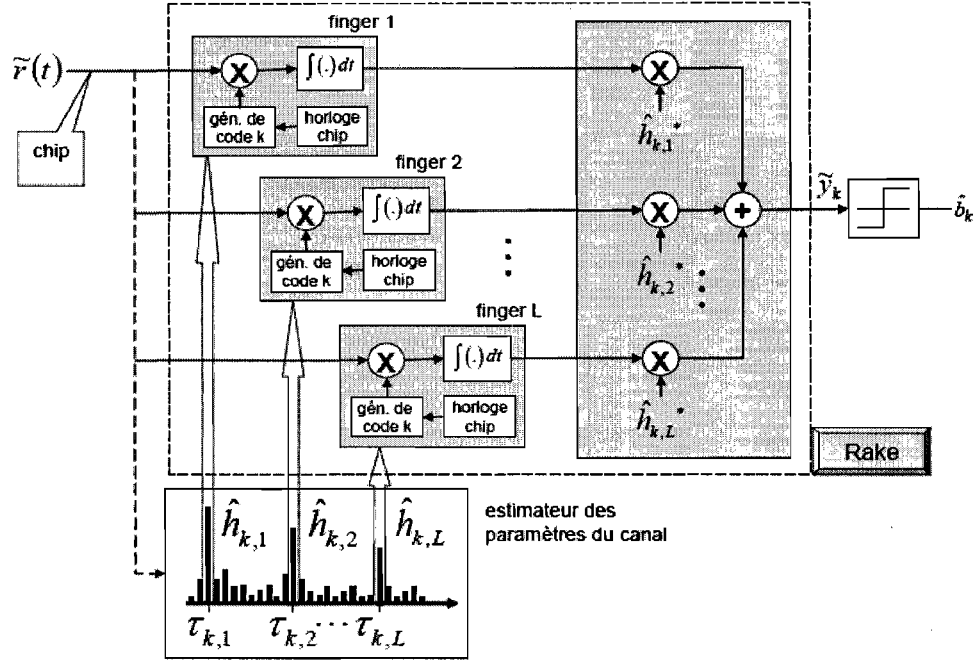 finger 1
r̃(t)
chip
X
∫(.)dt
gén. de
code k
horloge
chip
X
ĥk,1*
finger 2
X
∫(.)dt
gén. de
code k
horloge
chip
X
ĥk,2*
+
ỹk
b̂k
finger L
X
∫(.)dt
gén. de
code k
horloge
chip
X
ĥk,L*
Rake
ĥk,1 ĥk,2 ĥk,L
τk,1 τk,2 ··· τk,L
estimateur des
paramètres du canal